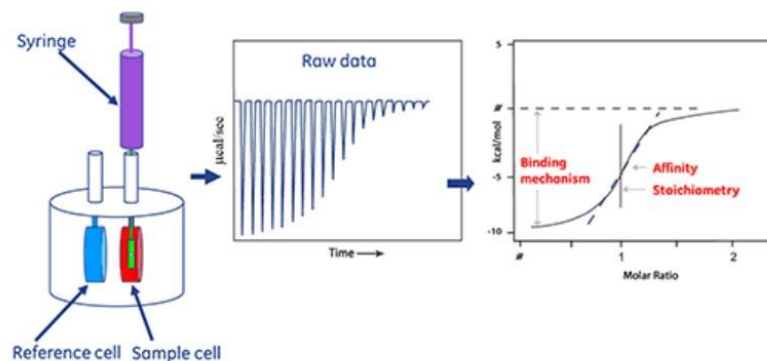 Syringe
Reference cell
Sample cell
Raw data
µcal/sec
Time
5
kcal/mol
-5
-10
Binding
mechanism
Affinity
Stoichiometry
1
2
Molar Ratio